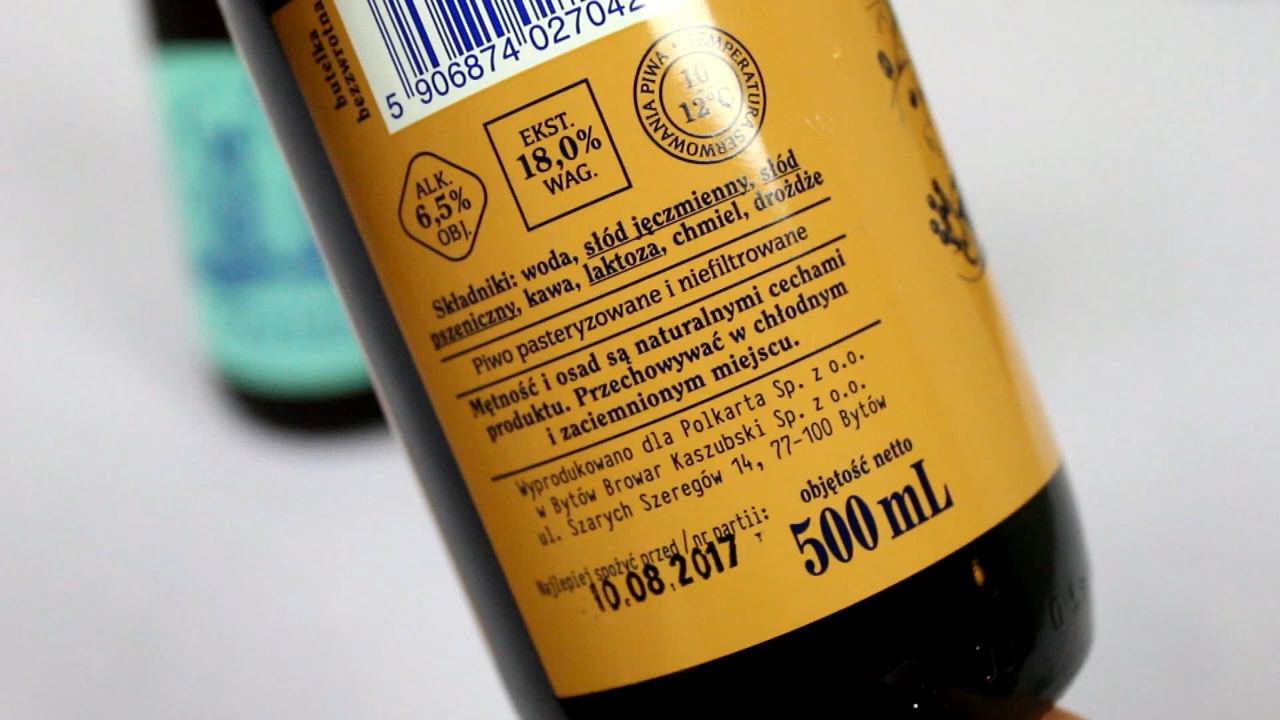 butelka
bezzwrotna
5 906874 027042
ALK.
6,5%
OBJ.
EKST.
18,0%
WAG.
TEMPERATURA SERWOWANIA PIWA •
10
12°C
Składniki: woda, słód jęczmienny, słód
pszeniczny, kawa, laktoza, chmiel, drożdże
Piwo pasteryzowane i niefiltrowane
Mętność i osad są naturalnymi cechami
produktu. Przechowywać w chłodnym
i zaciemnionym miejscu.
Wyprodukowano dla Polkarta Sp. z o.o.
w Bytów Browar Kaszubski Sp. z o.o.
ul. Szarych Szeregów 14, 77-100 Bytów
Najlepiej spożyć przed/nr partii:
10.08.2017
objętość netto
500 mL